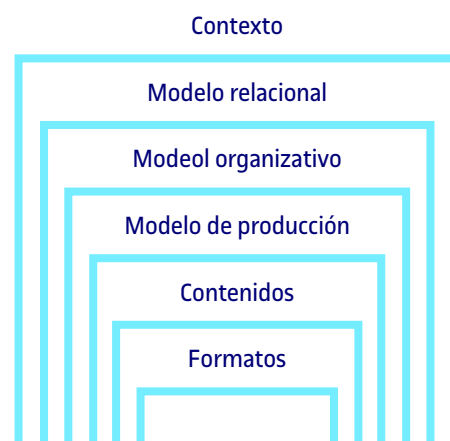 Contexto
Modelo relacional
Modeol organizativo
Modelo de producción
Contenidos
Formatos